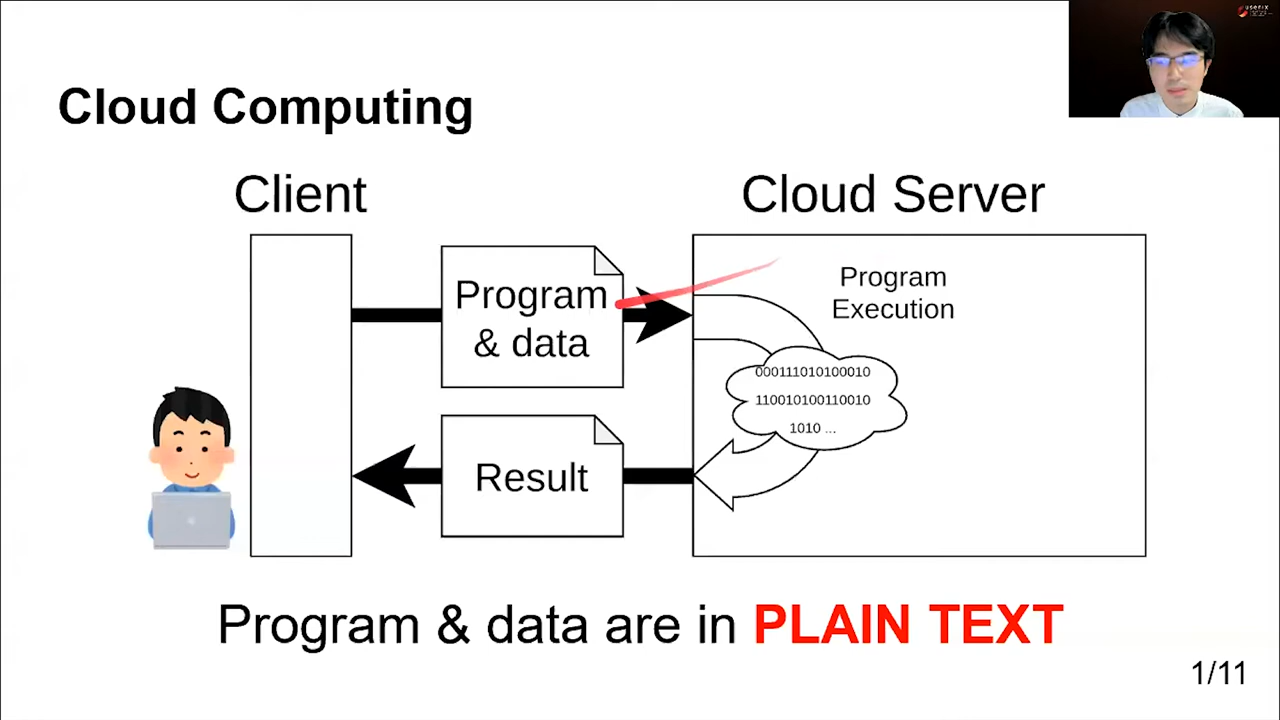 usenix
Cloud Computing
Client
Cloud Server
Program
& data
Program
Execution
000111010100010
110010100110010
1010 ...
Result
Program & data are in PLAIN TEXT
1/11